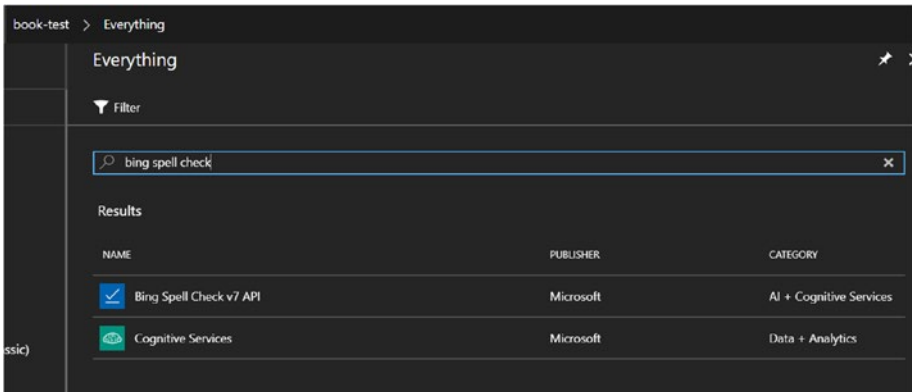 book-test > Everything
Everything
Filter
bing spell check
Results
NAME PUBLISHER CATEGORY
Bing Spell Check v7 API Microsoft AI + Cognitive Services
Cognitive Services Microsoft Data + Analytics
ssic)